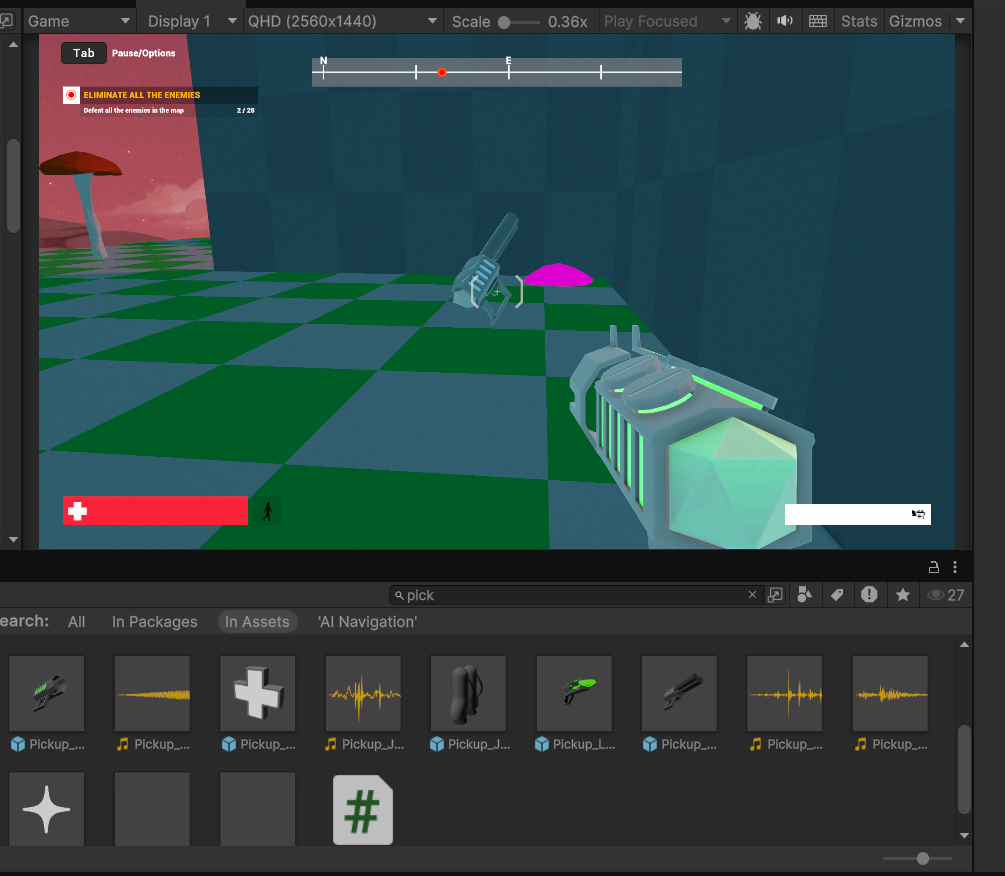 Game
Display 1
QHD (2560x1440)
Scale
0.36x
Play Focused
Stats
Gizmos
Tab
Pause/Options
N
E
ELIMINATE ALL THE ENEMIES
Defeat all the enemies in the map
2 / 28
pick
27
earch:
All
In Packages
In Assets
'AI Navigation'
Pickup_...
Pickup_...
Pickup_...
Pickup_J...
Pickup_J...
Pickup_L...
Pickup_...
Pickup_...
Pickup_...
#